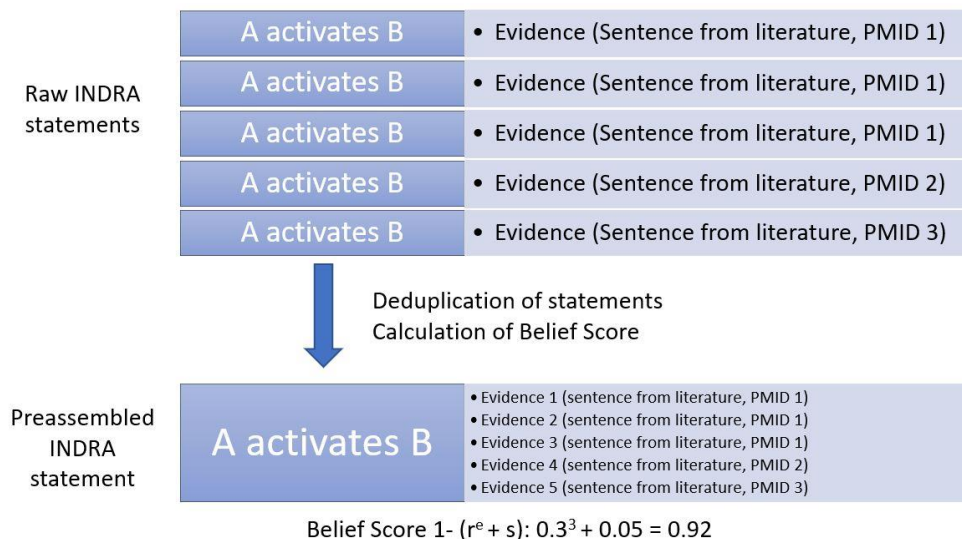 A activates B • Evidence (Sentence from literature, PMID 1)
A activates B • Evidence (Sentence from literature, PMID 1)
Raw INDRA
statements
A activates B • Evidence (Sentence from literature, PMID 1)
A activates B • Evidence (Sentence from literature, PMID 2)
A activates B • Evidence (Sentence from literature, PMID 3)
Deduplication of statements
Calculation of Belief Score
Preassembled
INDRA
statement
A activates B
• Evidence 1 (sentence from literature, PMID 1)
• Evidence 2 (sentence from literature, PMID 1)
• Evidence 3 (sentence from literature, PMID 1)
• Evidence 4 (sentence from literature, PMID 2)
• Evidence 5 (sentence from literature, PMID 3)
Belief Score 1- (rᵉ + s): 0.3³ + 0.05 = 0.92